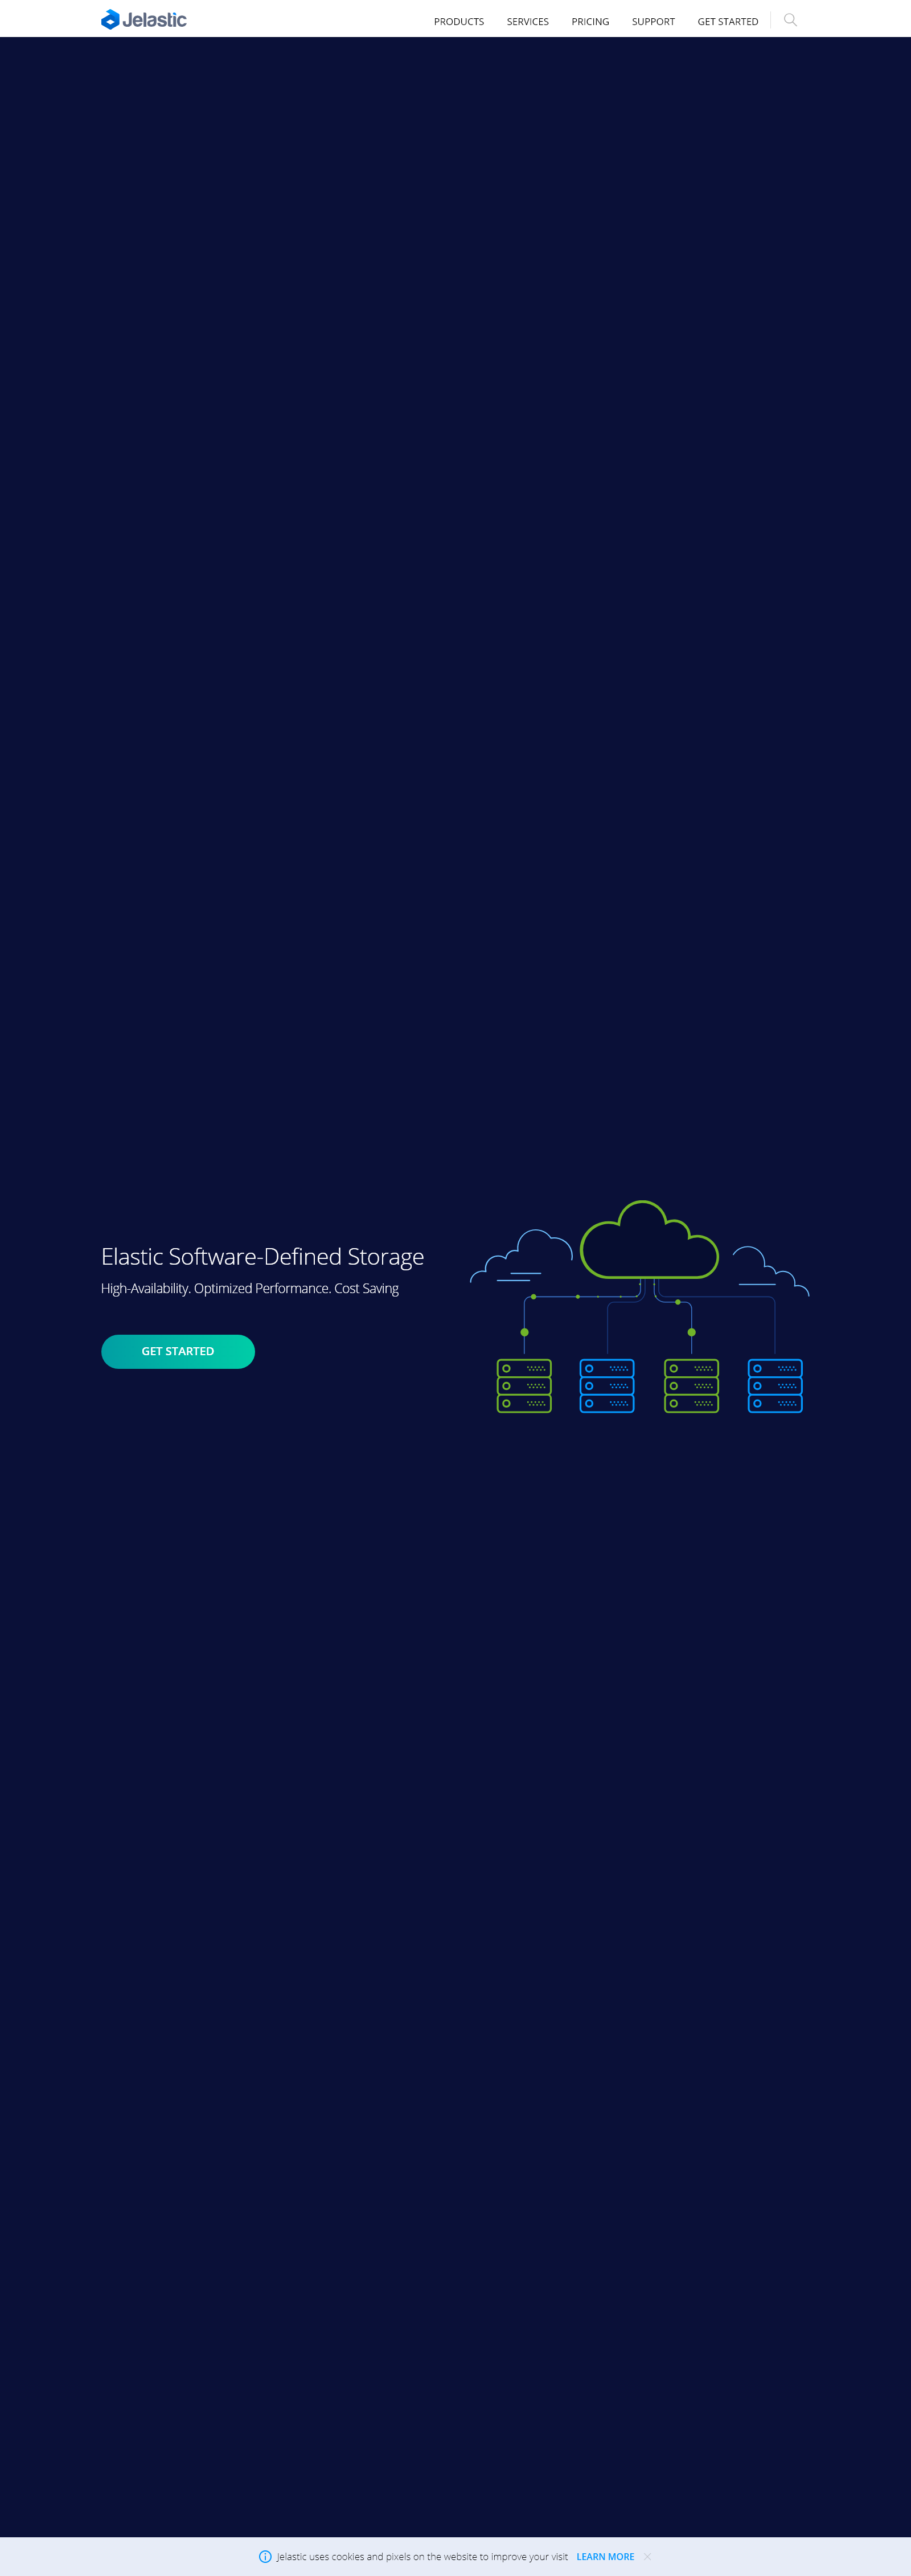 Jelastic
PRODUCTS SERVICES PRICING SUPPORT GET STARTED
Elastic Software-Defined Storage
High-Availability. Optimized Performance. Cost Saving
GET STARTED
Jelastic uses cookies and pixels on the website to improve your visit LEARN MORE